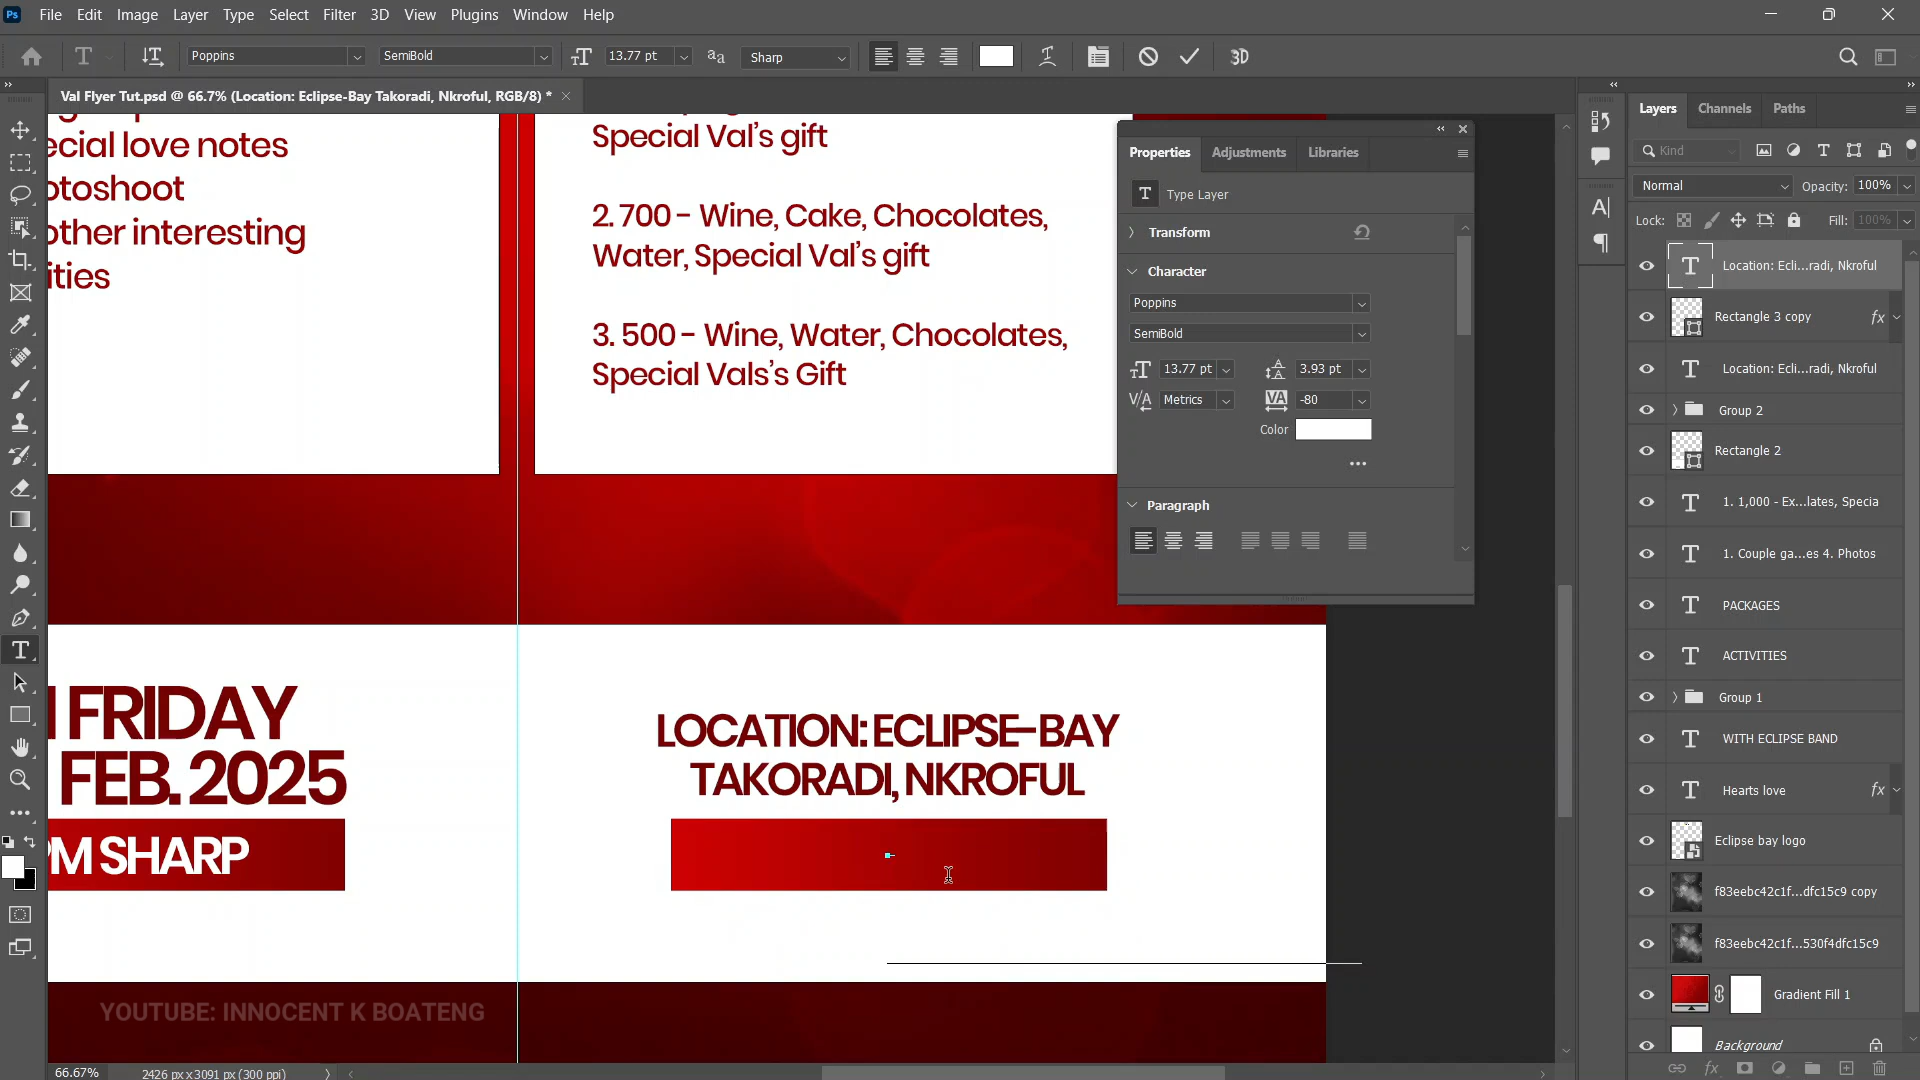 File Edit Image Layer Type Select Filter 3D View Plugins Window Help
Poppins SemiBold 13.77 pt Sharp 3D
Val Flyer Tut.psd @ 66.7% (Location: Eclipse-Bay Takoradi, Nkroful, RGB/8) *
ecial love notes
otoshoot
other interesting
ities
Special Val's gift
2. 700 - Wine, Cake, Chocolates,
Water, Special Val's gift
3. 500 - Wine, Water, Chocolates,
Special Vals's Gift
FRIDAY
FEB. 2025
PM SHARP
LOCATION: ECLIPSE-BAY
TAKORADI, NKROFUL
YOUTUBE: INNOCENT K BOATENG
66.67% 2426 px x 3091 px (300 ppi)
Properties Adjustments Libraries
Type Layer
Transform
Character
Poppins
SemiBold
13.77 pt 3.93 pt
Metrics -80
Color
Paragraph
Layers Channels Paths
Kind
Normal Opacity: 100%
Lock: Fill: 100%
Location: Ecli...radi, Nkroful
Rectangle 3 copy fx
Location: Ecli...radi, Nkroful
Group 2
Rectangle 2
1. 1,000 - Ex...lates, Specia
1. Couple ga...es 4. Photos
PACKAGES
ACTIVITIES
Group 1
WITH ECLIPSE BAND
Hearts love fx
Eclipse bay logo
f83eebc42c1f...dfc15c9 copy
f83eebc42c1f...530f4dfc15c9
Gradient Fill 1
Background